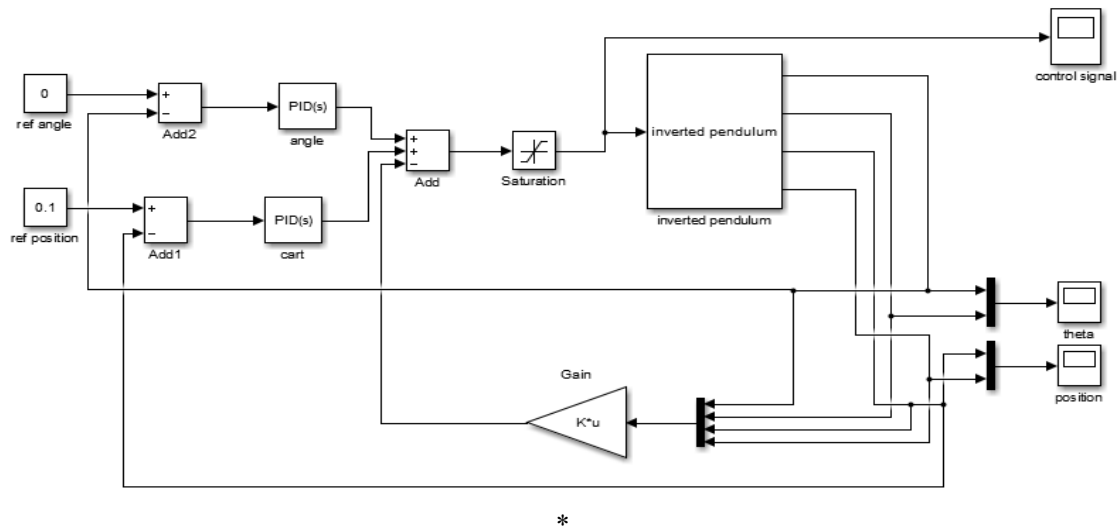 control signal
0
ref angle
+
−
Add2
PID(s)
angle
+
+
−
Add
Saturation
inverted pendulum
inverted pendulum
0.1
ref position
+
−
Add1
PID(s)
cart
theta
position
Gain
K*u
*